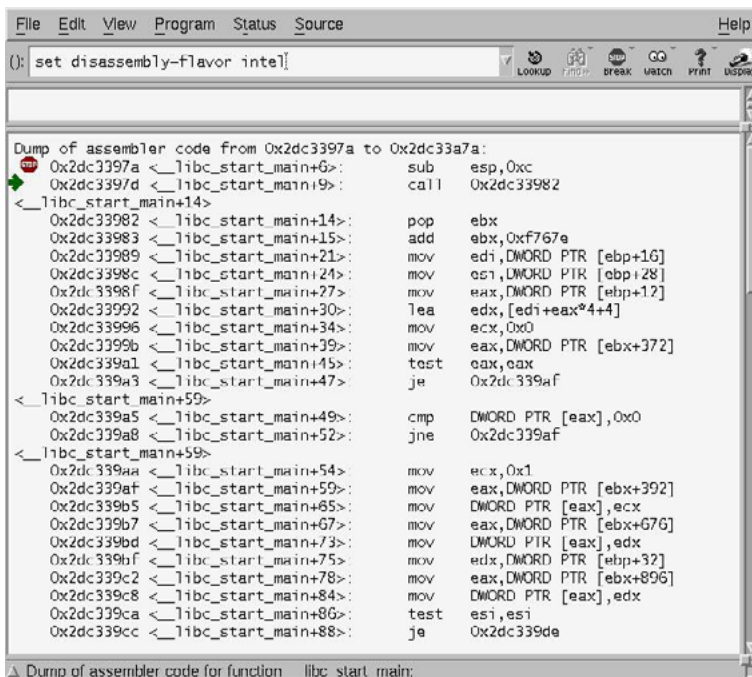 File Edit View Program Status Source Help
(): set disassembly-flavor intel
Lookup Find» Break Watch Print Display
Dump of assembler code from 0x2dc3397a to 0x2dc33a7a:
STOP 0x2dc3397a <__libc_start_main+6>: sub esp,0xc
0x2dc3397d <__libc_start_main+9>: call 0x2dc33982
<__libc_start_main+14>
0x2dc33982 <__libc_start_main+14>: pop ebx
0x2dc33983 <__libc_start_main+15>: add ebx,0xf767e
0x2dc33989 <__libc_start_main+21>: mov edi,DWORD PTR [ebp+16]
0x2dc3398c <__libc_start_main+24>: mov esi,DWORD PTR [ebp+28]
0x2dc3398f <__libc_start_main+27>: mov eax,DWORD PTR [ebp+12]
0x2dc33992 <__libc_start_main+30>: lea edx,[edi+eax*4+4]
0x2dc33996 <__libc_start_main+34>: mov ecx,0x0
0x2dc3399b <__libc_start_main+39>: mov eax,DWORD PTR [ebx+372]
0x2dc339a1 <__libc_start_main+45>: test eax,eax
0x2dc339a3 <__libc_start_main+47>: je 0x2dc339af
<__libc_start_main+59>
0x2dc339a5 <__libc_start_main+49>: cmp DWORD PTR [eax],0x0
0x2dc339a8 <__libc_start_main+52>: jne 0x2dc339af
<__libc_start_main+59>
0x2dc339aa <__libc_start_main+54>: mov ecx,0x1
0x2dc339af <__libc_start_main+59>: mov eax,DWORD PTR [ebx+392]
0x2dc339b5 <__libc_start_main+65>: mov DWORD PTR [eax],ecx
0x2dc339b7 <__libc_start_main+67>: mov eax,DWORD PTR [ebx+676]
0x2dc339bd <__libc_start_main+73>: mov DWORD PTR [eax],edx
0x2dc339bf <__libc_start_main+75>: mov edx,DWORD PTR [ebp+32]
0x2dc339c2 <__libc_start_main+78>: mov eax,DWORD PTR [ebx+896]
0x2dc339c8 <__libc_start_main+84>: mov DWORD PTR [eax],edx
0x2dc339ca <__libc_start_main+86>: test esi,esi
0x2dc339cc <__libc_start_main+88>: je 0x2dc339de
Dump of assembler code for function __libc_start_main: